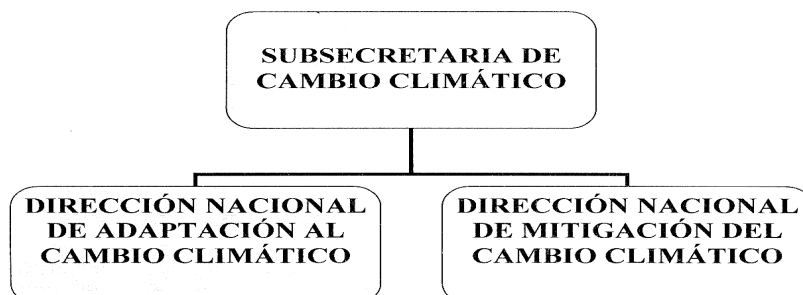 SUBSECRETARIA DE
CAMBIO CLIMÁTICO
DIRECCIÓN NACIONAL
DE ADAPTACIÓN AL
CAMBIO CLIMÁTICO
DIRECCIÓN NACIONAL
DE MITIGACIÓN DEL
CAMBIO CLIMÁTICO